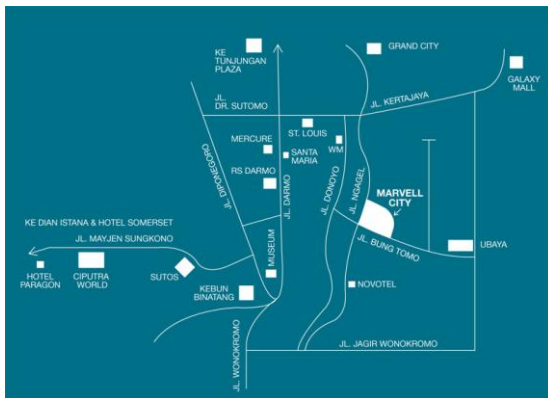 KE
TUNJUNGAN
PLAZA
GRAND CITY
GALAXY
MALL
JL.
DR. SUTOMO
JL. KERTAJAYA
ST. LOUIS
MERCURE
SANTA
MARIA
WM
RS DARMO
JL. DIPONEGORO
JL. DARMO
JL. DONOYO
JL. NGAGEL
MARVELL
CITY
KE DIAN ISTANA & HOTEL SOMERSET
JL. MAYJEN SUNGKONO
JL. BUNG TOMO
UBAYA
MUSEUM
HOTEL
PARAGON
CIPUTRA
WORLD
SUTOS
KEBUN
BINATANG
NOVOTEL
JL. WONOKROMO
JL. JAGIR WONOKROMO